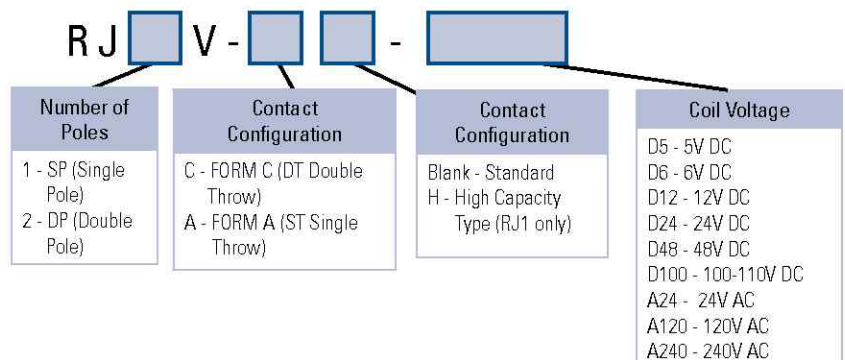 RJ V- -
Number of
Poles
1 - SP (Single
Pole)
2 - DP (Double
Pole)
Contact
Configuration
C - FORM C (DT Double
Throw)
A - FORM A (ST Single
Throw)
Contact
Configuration
Blank - Standard
H - High Capacity
Type (RJ1 only)
Coil Voltage
D5 - 5V DC
D6 - 6V DC
D12 - 12V DC
D24 - 24V DC
D48 - 48V DC
D100 - 100-110V DC
A24 - 24V AC
A120 - 120V AC
A240 - 240V AC